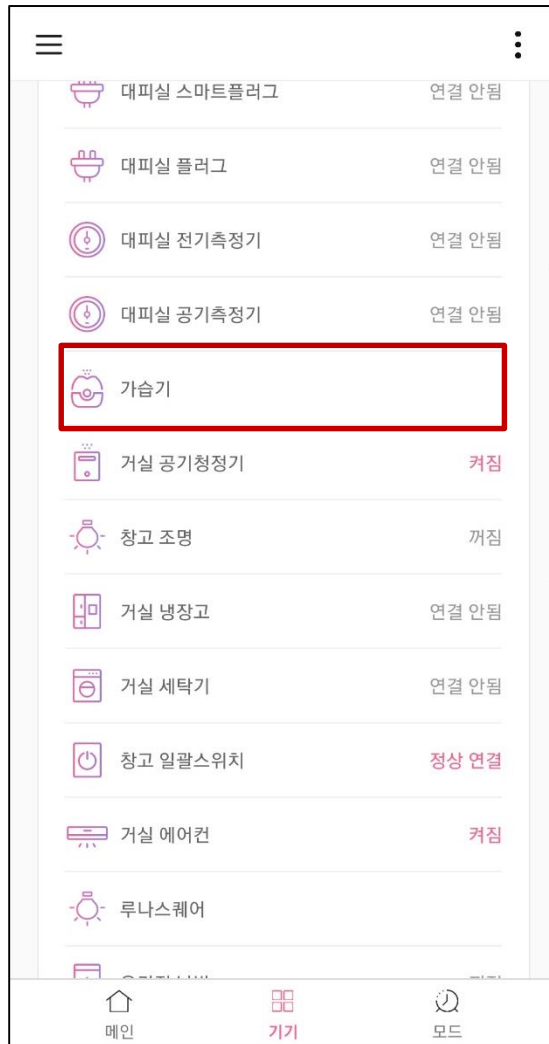 대피실 스마트플러그 연결 안됨
대피실 플러그 연결 안됨
대피실 전기측정기 연결 안됨
대피실 공기측정기 연결 안됨
가습기
거실 공기청정기 켜짐
창고 조명 꺼짐
거실 냉장고 연결 안됨
거실 세탁기 연결 안됨
창고 일괄스위치 정상 연결
거실 에어컨 켜짐
루나스퀘어
메인 기기 모드